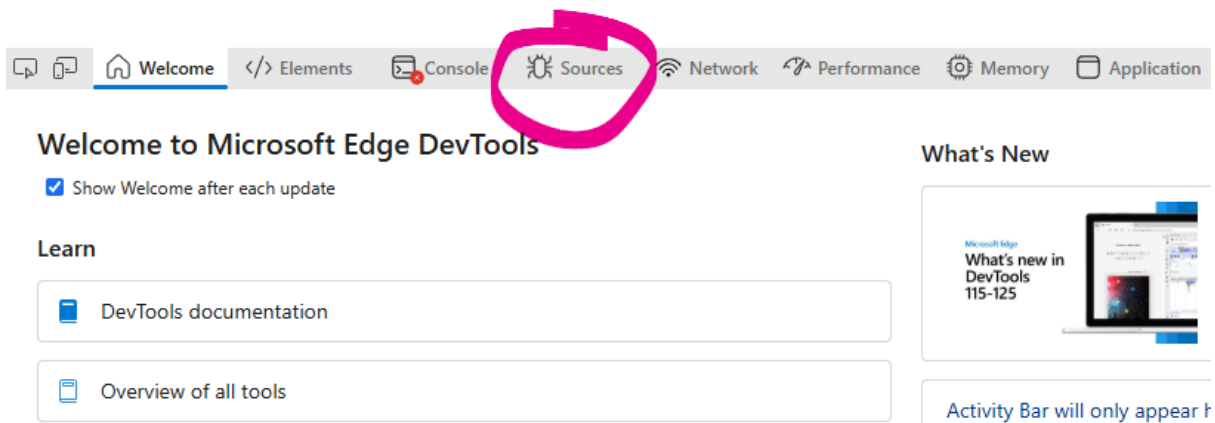 Welcome </> Elements Console Sources Network Performance Memory Application
Welcome to Microsoft Edge DevTools
Show Welcome after each update
Learn
DevTools documentation
Overview of all tools
What's New
Microsoft Edge
What's new in
DevTools
115-125
Activity Bar will only appear